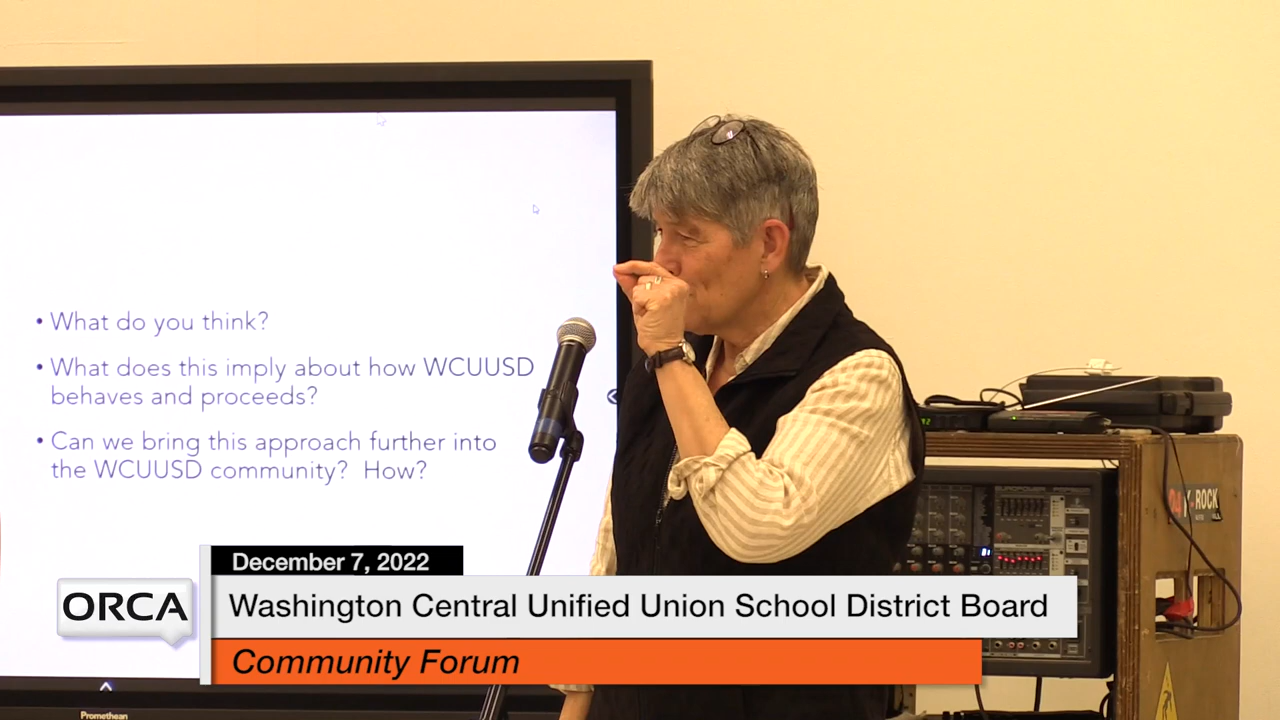 • What do you think?
• What does this imply about how WCUUSD
behaves and proceeds?
• Can we bring this approach further into
the WCUUSD community? How?
-ROCK
December 7, 2022
ORCA
Washington Central Unified Union School District Board
Community Forum
Promethean